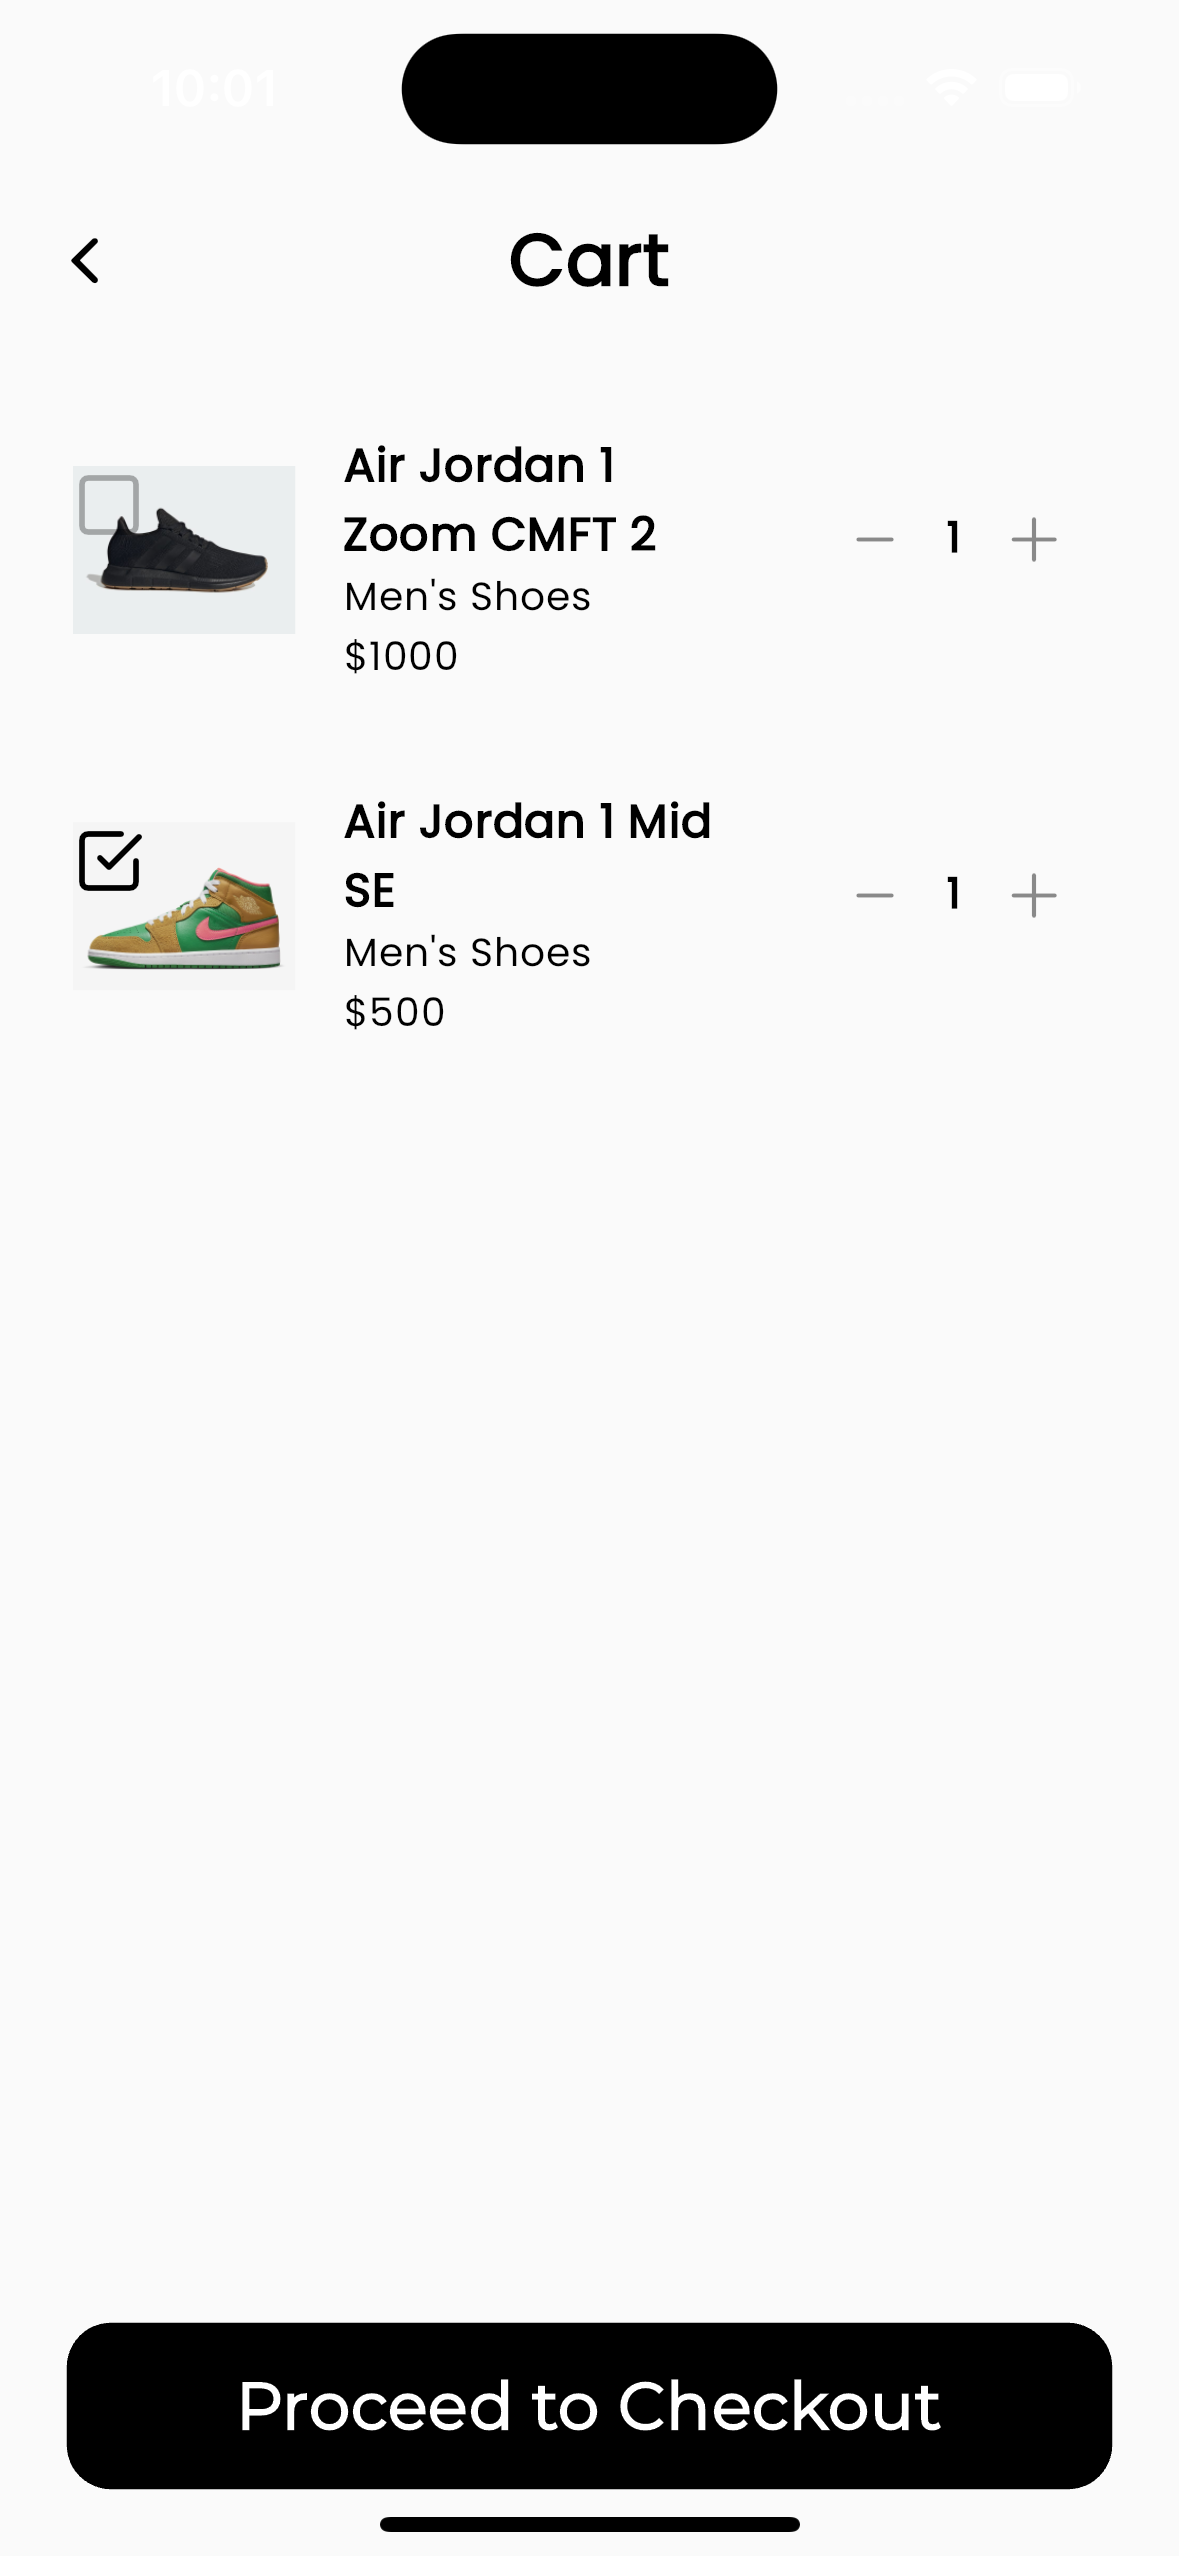 10:01
Cart
Air Jordan 1
Zoom CMFT 2
Men's Shoes
$1000
1
Air Jordan 1 Mid
SE
Men's Shoes
$500
1
Proceed to Checkout